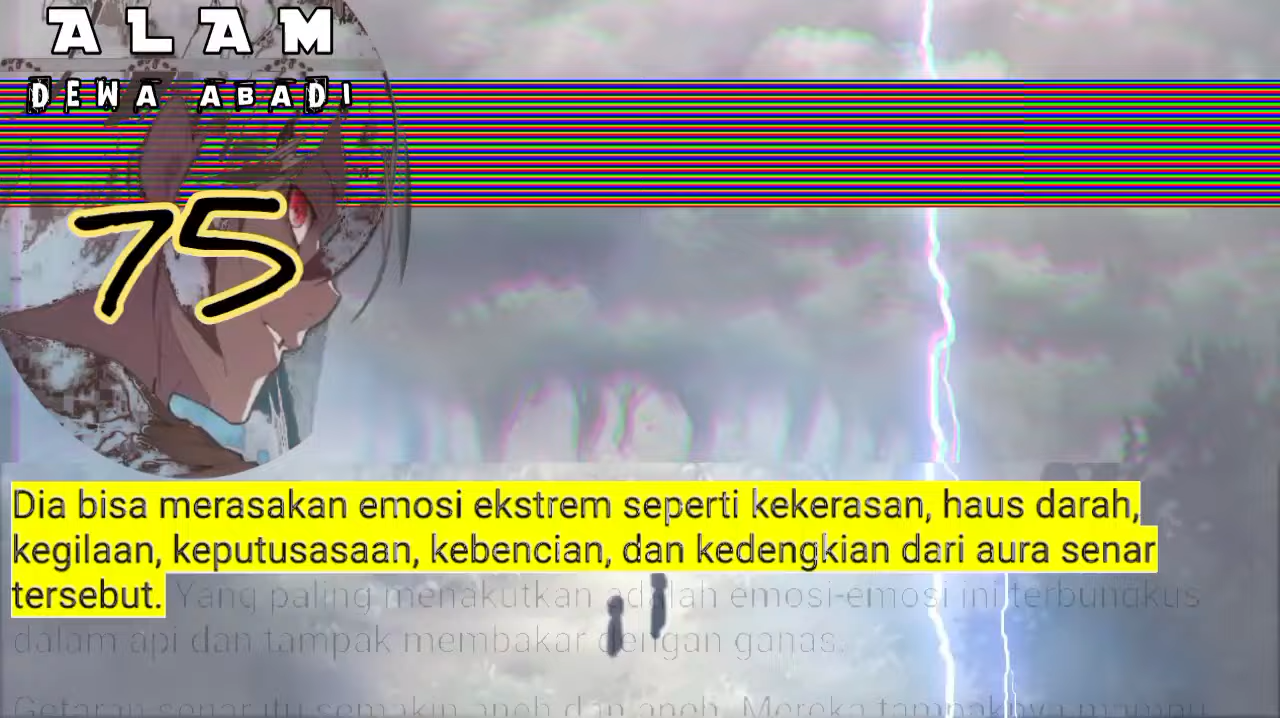 ALAM
DEWA ABADI
75
Dia bisa merasakan emosi ekstrem seperti kekerasan, haus darah,
kegilaan, keputusasaan, kebencian, dan kedengkian dari aura senar
tersebut. Yang paling menakutkan adalah emosi-emosi ini terbungkus
dalam api dan tampak membakar dengan ganas.
Getaran senar itu semakin aneh dan aneh. Mereka tampaknya mampu